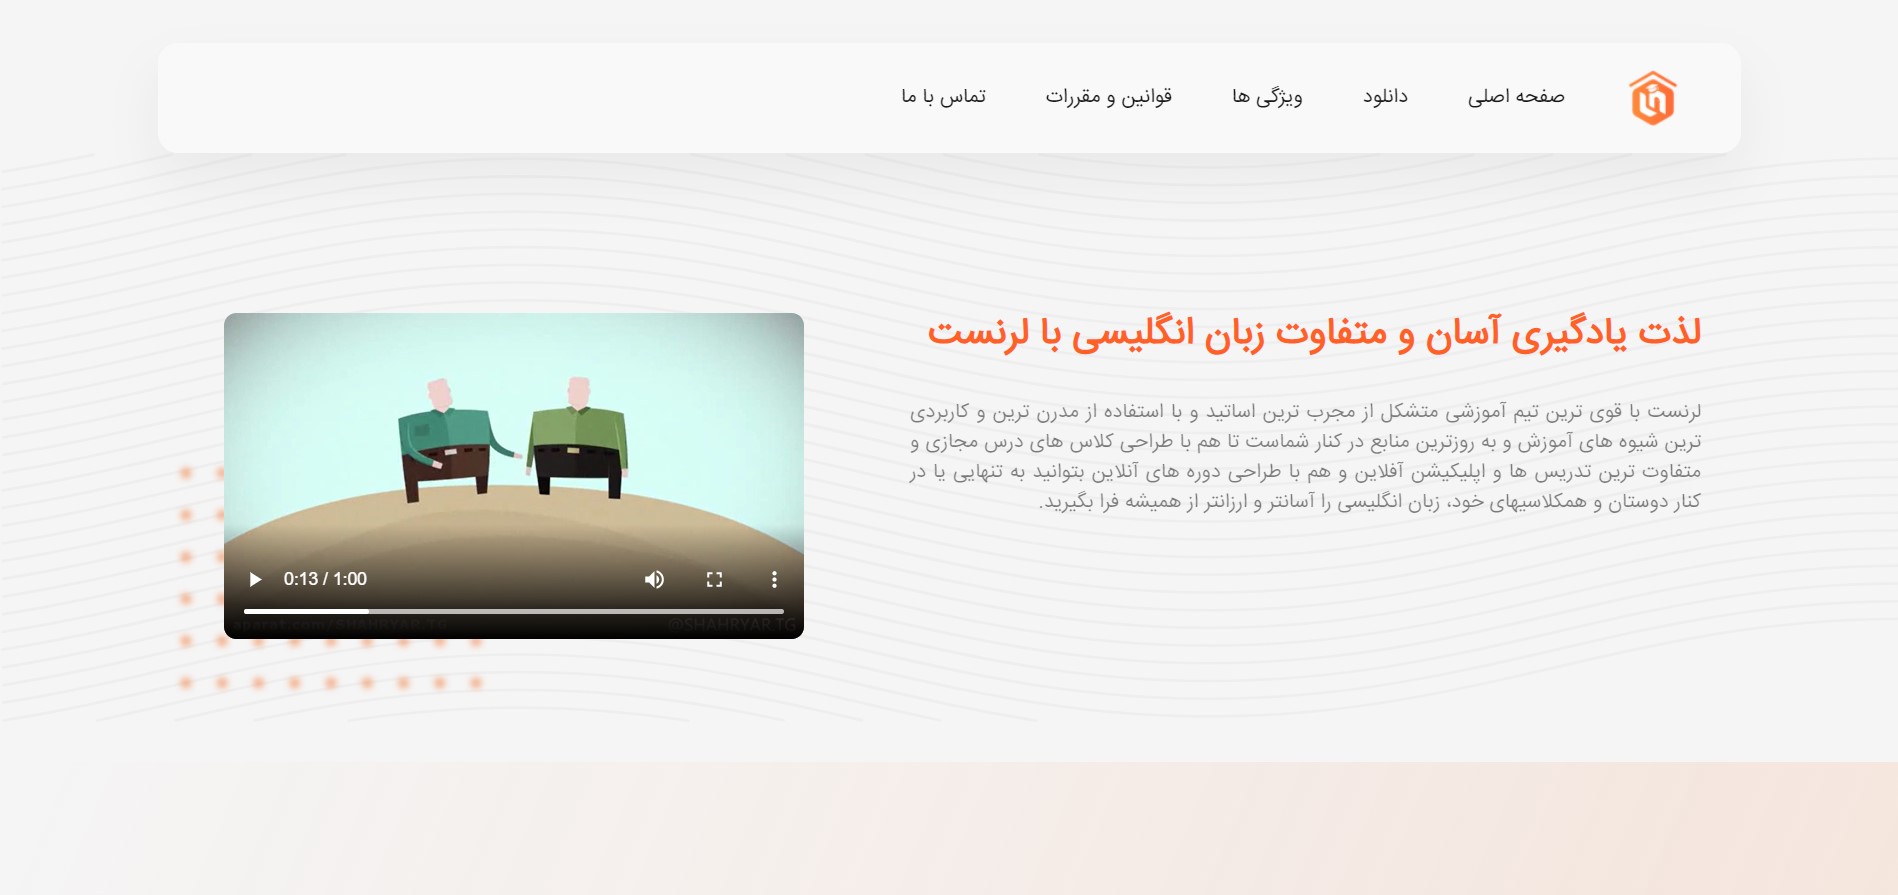 صفحه اصلی
دانلود
ویژگی ها
قوانین و مقررات
تماس با ما
لذت یادگیری آسان و متفاوت زبان انگلیسی با لرنست
لرنست با قوی ترین تیم آموزشی متشکل از مجرب ترین اساتید و با استفاده از مدرن ترین و کاربردی
ترین شیوه های آموزش و به روزترین منابع در کنار شماست تا هم با طراحی کلاس های درس مجازی و
متفاوت ترین تدریس ها و اپلیکیشن آفلاین و هم با طراحی دوره های آنلاین بتوانید به تنهایی یا در
کنار دوستان و همکلاسیهای خود، زبان انگلیسی را آسانتر و ارزانتر از همیشه فرا بگیرید.
0:13 / 1:00
aparat.com/SHAHRYAR.TG
@SHAHRYAR.TG